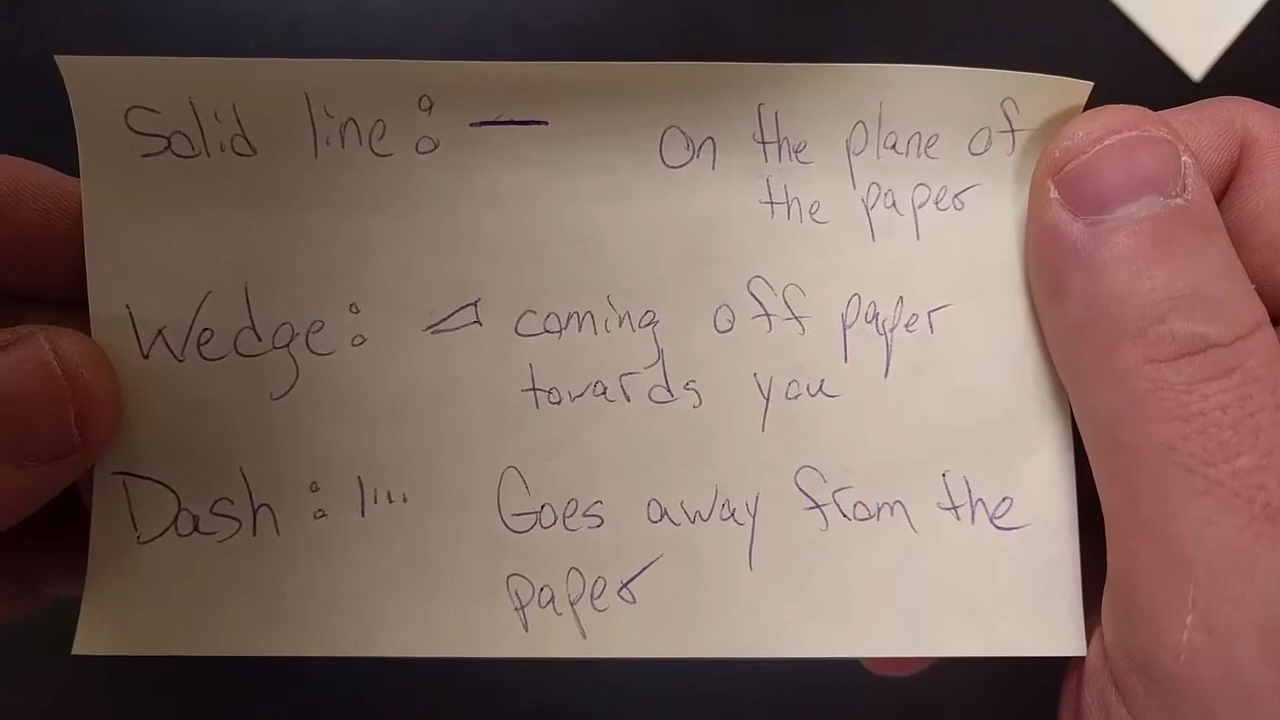 Solid line: — On the plane of
the paper
Wedge: coming off paper
towards you
Dash: Goes away from the
paper